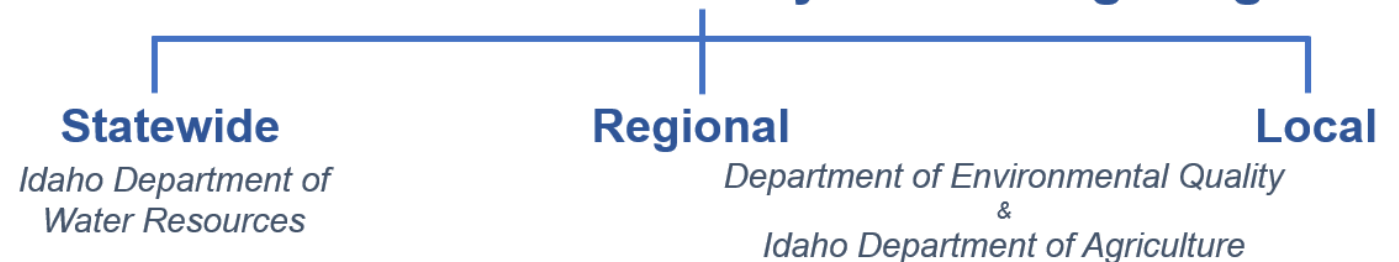 Statewide
Regional
Local
Idaho Department of
Water Resources
Department of Environmental Quality
&
Idaho Department of Agriculture